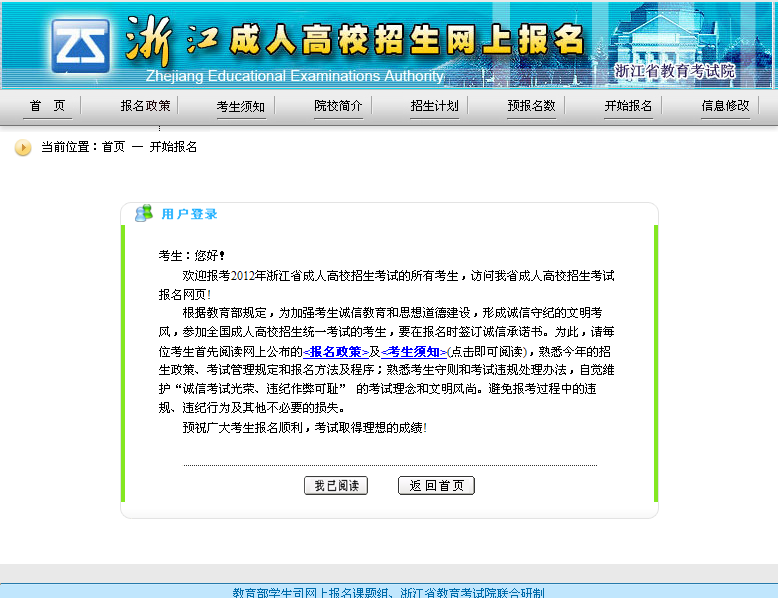 ZS
浙江成人高校招生网上报名
Zhejiang Educational Examinations Authority
浙江省教育考试院
首 页 报名政策 考生须知 院校简介 招生计划 预报名数 开始报名 信息修改
当前位置：首页 — 开始报名
用户登录
考生：您好！
欢迎报考2012年浙江省成人高校招生考试的所有考生，访问我省成人高校招生考试
报名网页!
根据教育部规定，为加强考生诚信教育和思想道德建设，形成诚信守纪的文明考
风，参加全国成人高校招生统一考试的考生，要在报名时签订诚信承诺书。为此，请每
位考生首先阅读网上公布的<报名政策>及<考生须知>(点击即可阅读)，熟悉今年的招
生政策、考试管理规定和报名方法及程序；熟悉考生守则和考试违规处理办法，自觉维
护“诚信考试光荣、违纪作弊可耻” 的考试理念和文明风尚。避免报考过程中的违
规、违纪行为及其他不必要的损失。
预祝广大考生报名顺利，考试取得理想的成绩!
我已阅读 返回首页
教育部学生司网上报名课题组、浙江省教育考试院联合研制